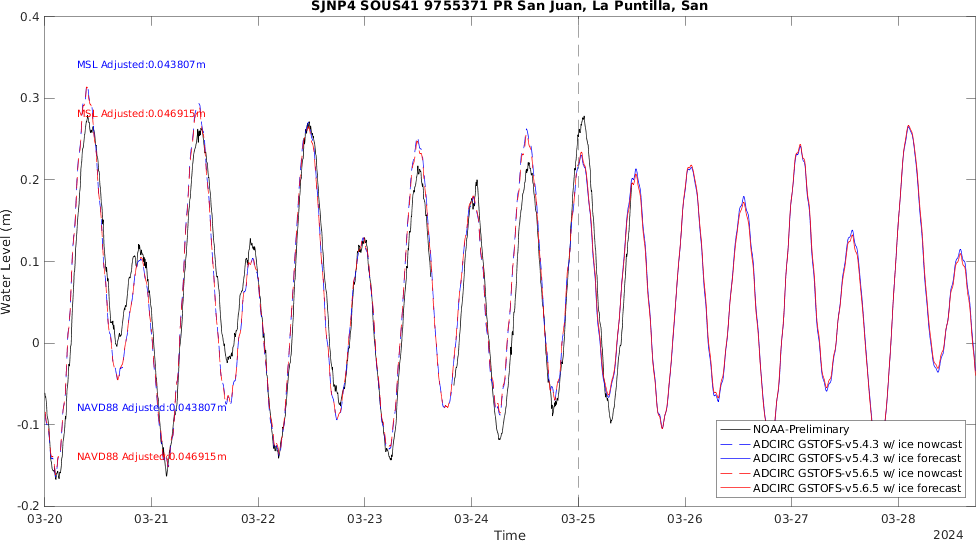 SJNP4 SOUS41 9755371 PR San Juan, La Puntilla, San
0.4
0.3
0.2
0.1
0
-0.1
-0.2
Water Level (m)
MSL Adjusted:0.043807m
MSL Adjusted:0.046915m
NAVD88 Adjusted:0.043807m
NAVD88 Adjusted:0.046915m
NOAA-Preliminary
ADCIRC GSTOFS-v5.4.3 w/ ice nowcast
ADCIRC GSTOFS-v5.4.3 w/ ice forecast
ADCIRC GSTOFS-v5.6.5 w/ ice nowcast
ADCIRC GSTOFS-v5.6.5 w/ ice forecast
03-20 03-21 03-22 03-23 03-24 03-25 03-26 03-27 03-28
Time
2024